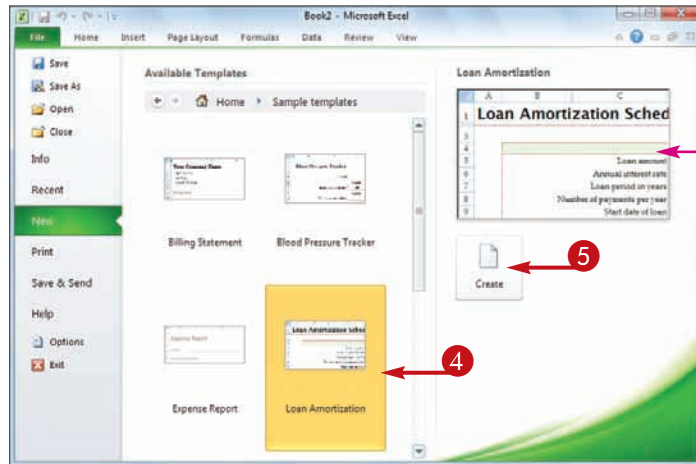 Book2 - Microsoft Excel
File Home Insert Page Layout Formulas Data Review View
Save
Save As
Open
Close
Info
Recent
New
Print
Save & Send
Help
Options
Exit
Available Templates
Home Sample templates
Billing Statement
Blood Pressure Tracker
Expense Report
Loan Amortization
4
Loan Amortization
A B C
1 Loan Amortization Sched
3
4
5 Loan amount
6 Annual interest rate
7 Loan period in years
8 Number of payments per year
9 Start date of loan
Create
5